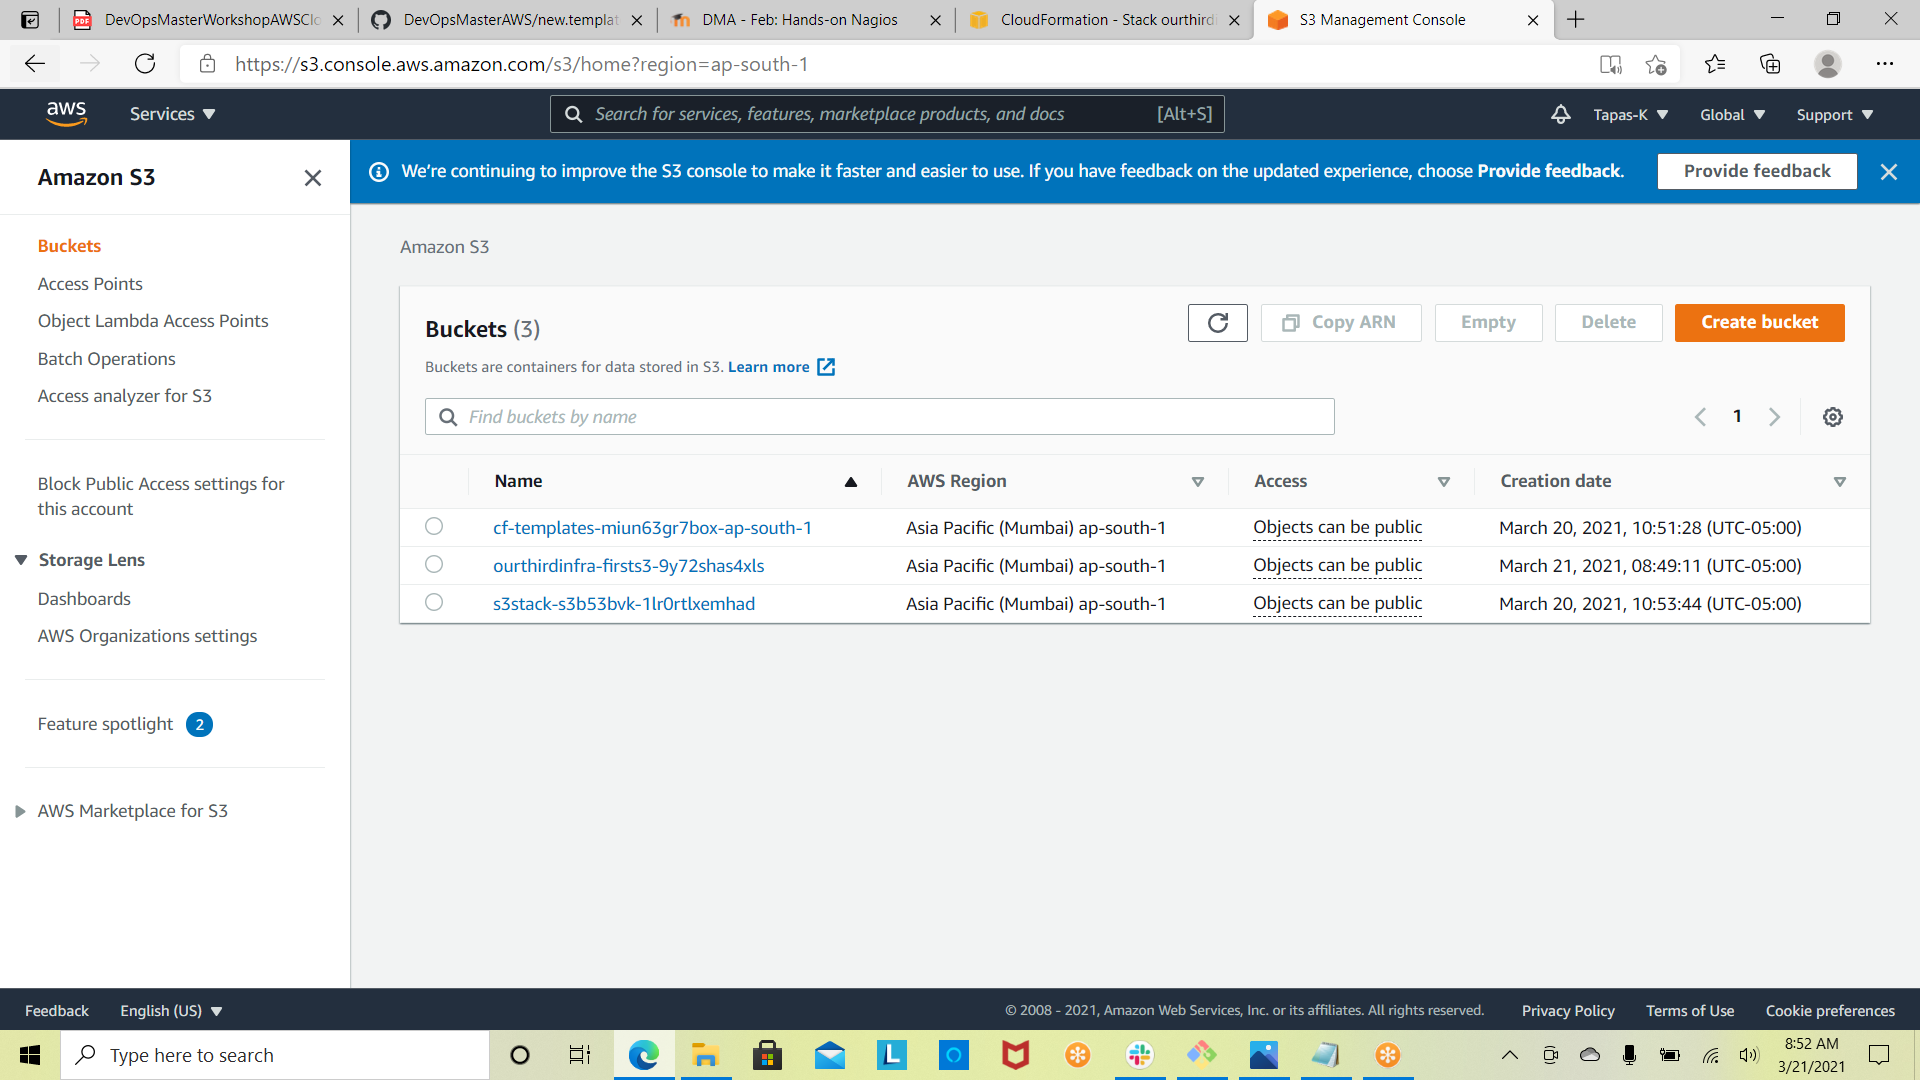 DevOpsMasterWorkshopAWSClo
DevOpsMasterAWS/new.templat
DMA - Feb: Hands-on Nagios
CloudFormation - Stack ourthird
S3 Management Console
https://s3.console.aws.amazon.com/s3/home?region=ap-south-1
aws
Services
Search for services, features, marketplace products, and docs
[Alt+S]
Tapas-K
Global
Support
Amazon S3
We're continuing to improve the S3 console to make it faster and easier to use. If you have feedback on the updated experience, choose Provide feedback.
Provide feedback
Buckets
Access Points
Object Lambda Access Points
Batch Operations
Access analyzer for S3
Block Public Access settings for
this account
Storage Lens
Dashboards
AWS Organizations settings
Feature spotlight 2
AWS Marketplace for S3
Amazon S3
Buckets (3)
Copy ARN
Empty
Delete
Create bucket
Buckets are containers for data stored in S3. Learn more
Find buckets by name
1
Name AWS Region Access Creation date
cf-templates-miun63gr7box-ap-south-1 Asia Pacific (Mumbai) ap-south-1 Objects can be public March 20, 2021, 10:51:28 (UTC-05:00)
ourthirdinfra-firsts3-9y72shas4xls Asia Pacific (Mumbai) ap-south-1 Objects can be public March 21, 2021, 08:49:11 (UTC-05:00)
s3stack-s3b53bvk-1lr0rtlxemhad Asia Pacific (Mumbai) ap-south-1 Objects can be public March 20, 2021, 10:53:44 (UTC-05:00)
Feedback
English (US)
© 2008 - 2021, Amazon Web Services, Inc. or its affiliates. All rights reserved.
Privacy Policy
Terms of Use
Cookie preferences
Type here to search
8:52 AM
3/21/2021